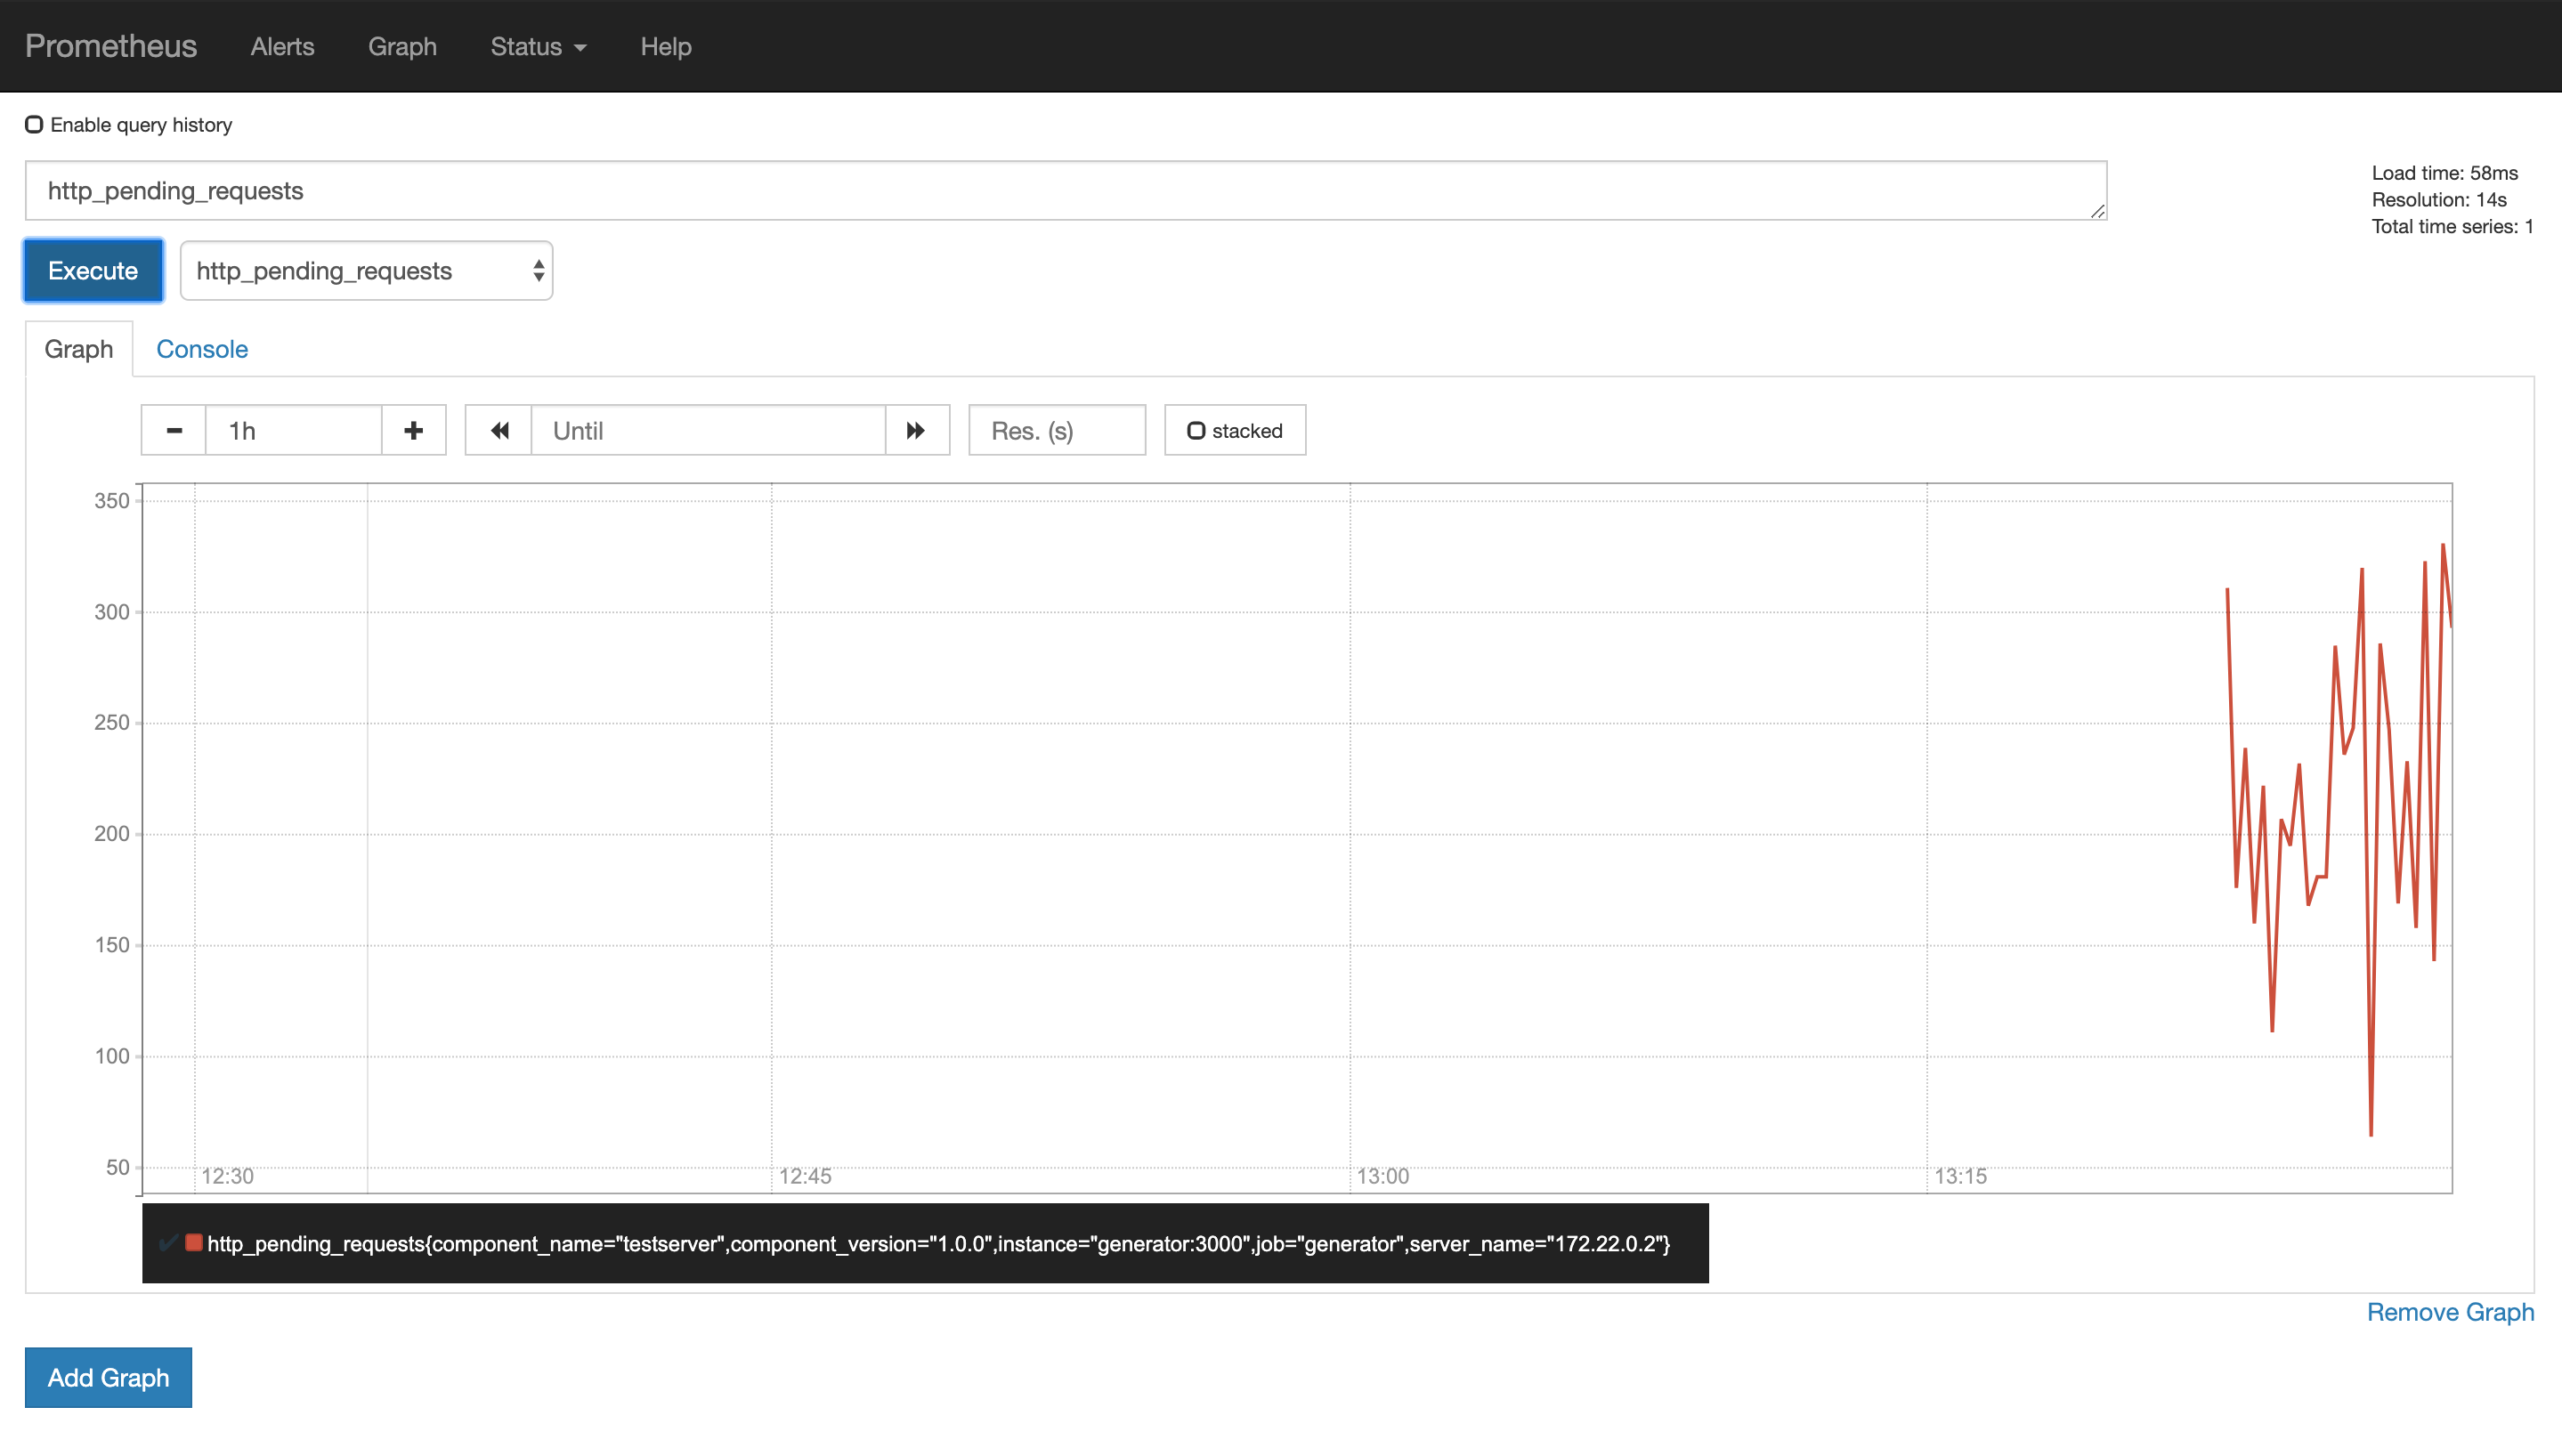 Prometheus Alerts Graph Status Help
Enable query history
http_pending_requests
Load time: 58ms
Resolution: 14s
Total time series: 1
Execute http_pending_requests
Graph Console
1h Until Res. (s) stacked
350
300
250
200
150
100
50
12:30 12:45 13:00 13:15
http_pending_requests{component_name="testserver",component_version="1.0.0",instance="generator:3000",job="generator",server_name="172.22.0.2"}
Remove Graph
Add Graph